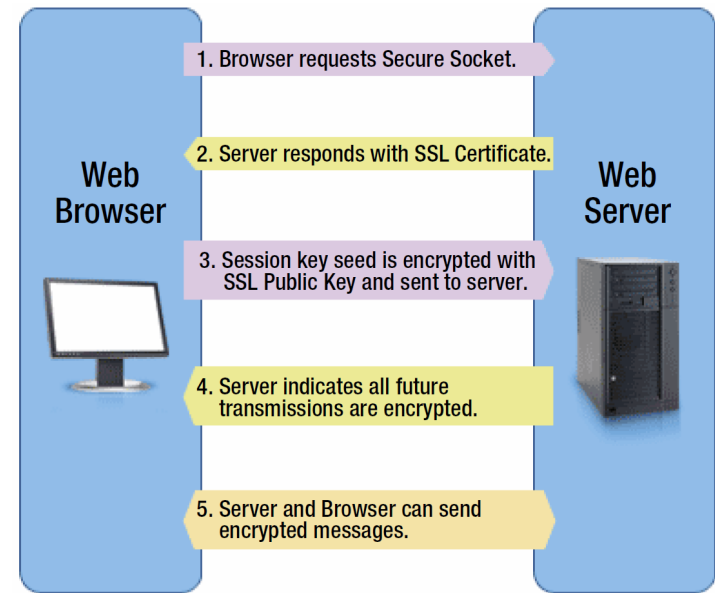 1. Browser requests Secure Socket.
2. Server responds with SSL Certificate.
Web
Browser
Web
Server
3. Session key seed is encrypted with
SSL Public Key and sent to server.
4. Server indicates all future
transmissions are encrypted.
5. Server and Browser can send
encrypted messages.